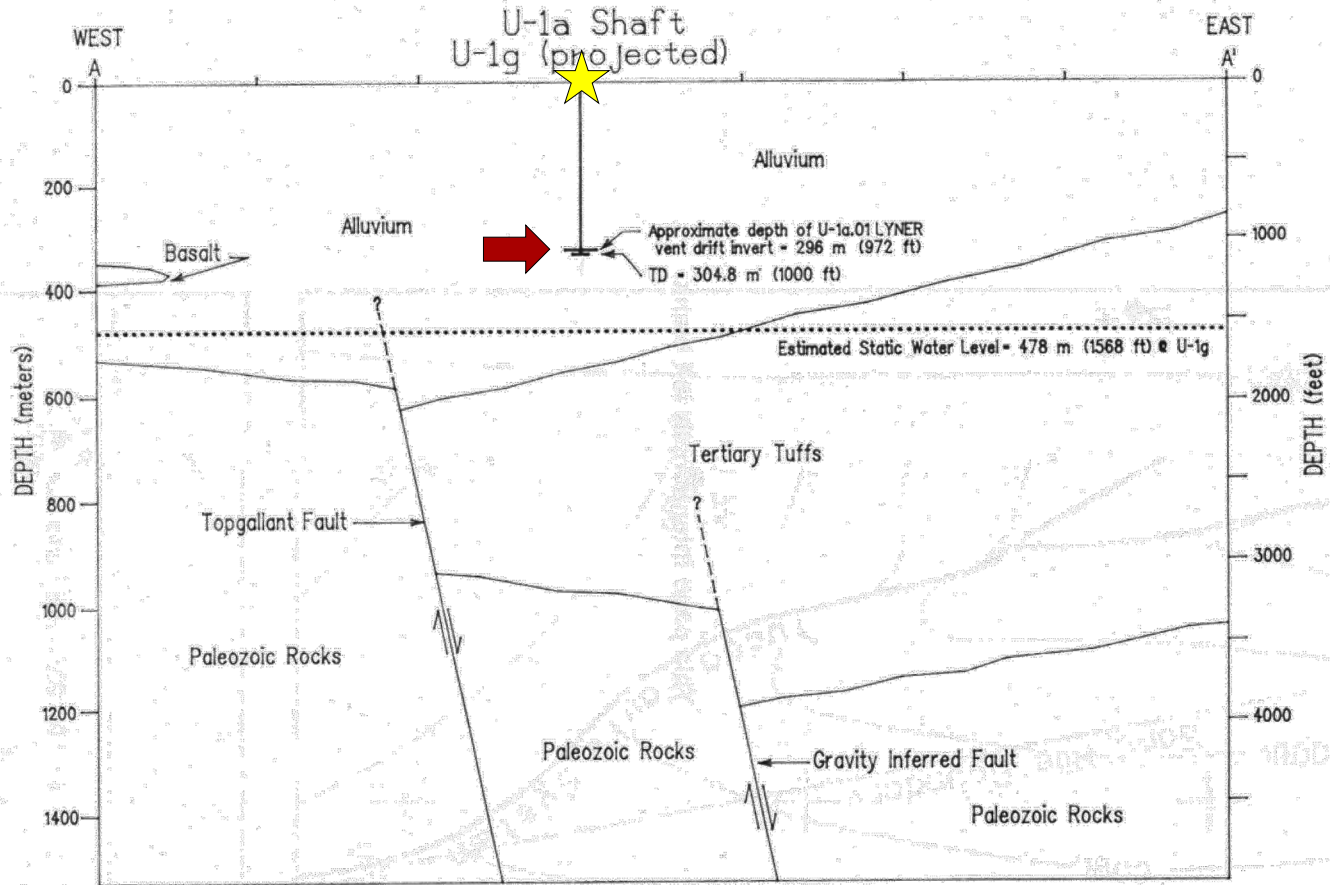 U-1a Shaft
U-1g (projected)
WEST
A
EAST
A'
0
200
400
600
800
1000
1200
1400
DEPTH (meters)
0
1000
2000
3000
4000
DEPTH (feet)
Alluvium
Alluvium
Basalt
Approximate depth of U-1a.01 LYNER
vent drift invert = 296 m (972 ft)
TD = 304.8 m (1000 ft)
?
Estimated Static Water Level = 478 m (1568 ft) @ U-1g
Tertiary Tuffs
?
Topgallant Fault
Paleozoic Rocks
Paleozoic Rocks
Gravity Inferred Fault
Paleozoic Rocks